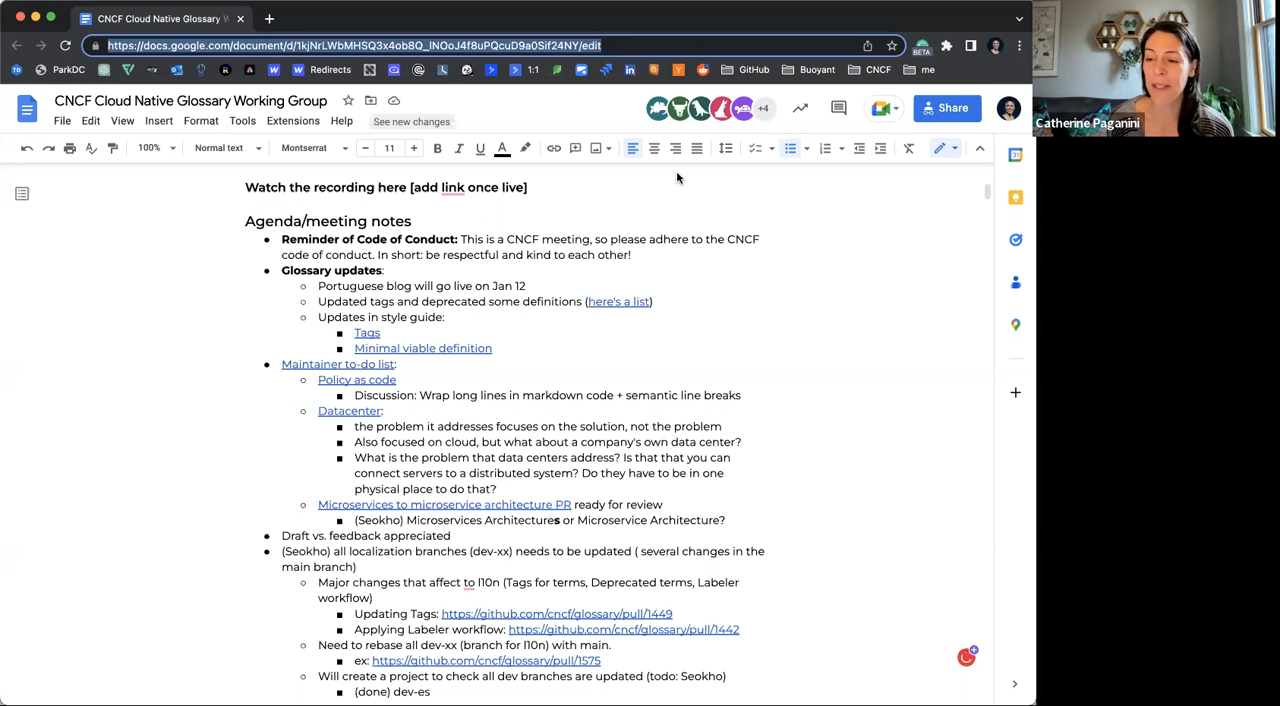 CNCF Cloud Native Glossary W
https://docs.google.com/document/d/1kjNrLWbMHSQ3x4ob8Q_lNOoJ4f8uPQcuD9a0Sif24NY/edit
BETA
ParkDC
Redirects
1:1
GitHub
Buoyant
CNCF
me
CNCF Cloud Native Glossary Working Group
+4
Share
Catherine Paganini
File Edit View Insert Format Tools Extensions Help See new changes
100% Normal text Montserrat 11 B I U A
Watch the recording here [add link once live]
Agenda/meeting notes
● Reminder of Code of Conduct: This is a CNCF meeting, so please adhere to the CNCF
code of conduct. In short: be respectful and kind to each other!
● Glossary updates:
○ Portuguese blog will go live on Jan 12
○ Updated tags and deprecated some definitions (here's a list)
○ Updates in style guide:
■ Tags
■ Minimal viable definition
● Maintainer to-do list:
○ Policy as code
■ Discussion: Wrap long lines in markdown code + semantic line breaks
○ Datacenter:
■ the problem it addresses focuses on the solution, not the problem
■ Also focused on cloud, but what about a company's own data center?
■ What is the problem that data centers address? Is that that you can
connect servers to a distributed system? Do they have to be in one
physical place to do that?
○ Microservices to microservice architecture PR ready for review
■ (Seokho) Microservices Architectures or Microservice Architecture?
● Draft vs. feedback appreciated
● (Seokho) all localization branches (dev-xx) needs to be updated ( several changes in the
main branch)
○ Major changes that affect to l10n (Tags for terms, Deprecated terms, Labeler
workflow)
■ Updating Tags: https://github.com/cncf/glossary/pull/1449
■ Applying Labeler workflow: https://github.com/cncf/glossary/pull/1442
○ Need to rebase all dev-xx (branch for l10n) with main.
■ ex: https://github.com/cncf/glossary/pull/1575
○ Will create a project to check all dev branches are updated (todo: Seokho)
■ (done) dev-es